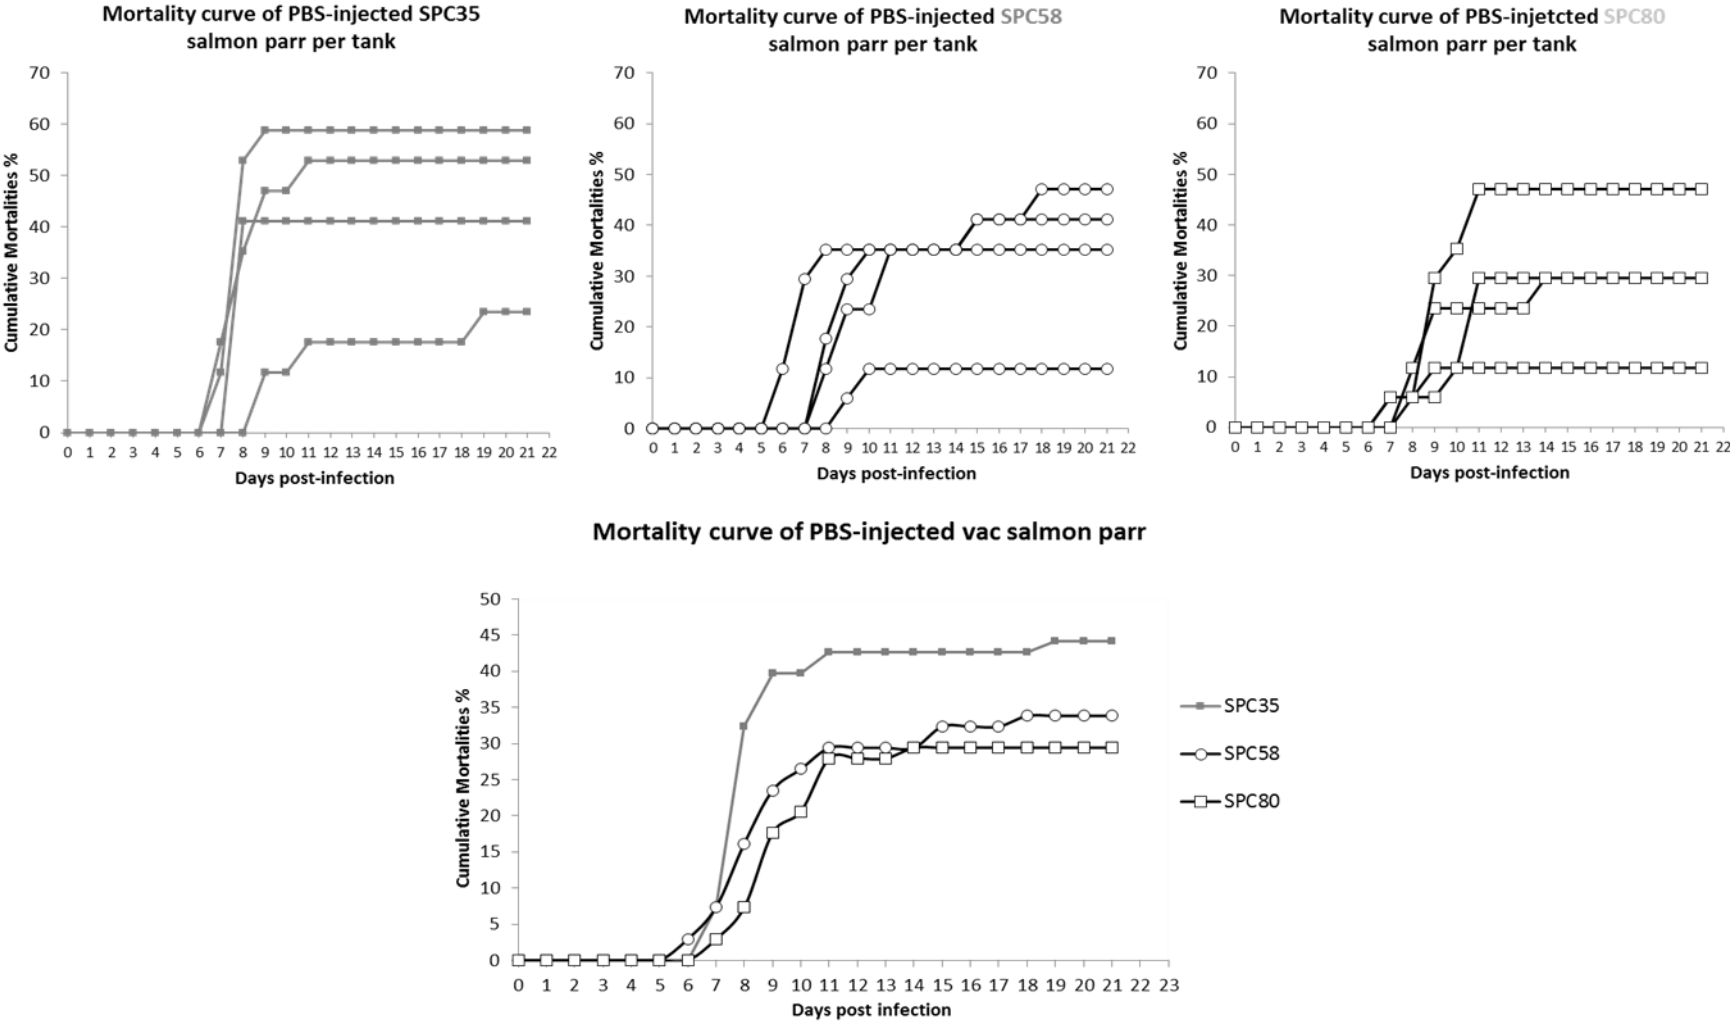 Mortality curve of PBS-injected SPC35
salmon parr per tank
70
60
50
40
30
20
10
0
Cumulative Mortalities %
0 1 2 3 4 5 6 7 8 9 10 11 12 13 14 15 16 17 18 19 20 21 22
Days post-infection
Mortality curve of PBS-injected SPC58
salmon parr per tank
70
60
50
40
30
20
10
0
Cumulative Mortalities %
0 1 2 3 4 5 6 7 8 9 10 11 12 13 14 15 16 17 18 19 20 21 22
Days post-infection
Mortality curve of PBS-injetcted SPC80
salmon parr per tank
70
60
50
40
30
20
10
0
Cumulative Mortalities %
0 1 2 3 4 5 6 7 8 9 10 11 12 13 14 15 16 17 18 19 20 21 22
Days post-infection
Mortality curve of PBS-injected vac salmon parr
50
45
40
35
30
25
20
15
10
5
0
Cumulative Mortalities %
0 1 2 3 4 5 6 7 8 9 10 11 12 13 14 15 16 17 18 19 20 21 22 23
Days post infection
SPC35
SPC58
SPC80